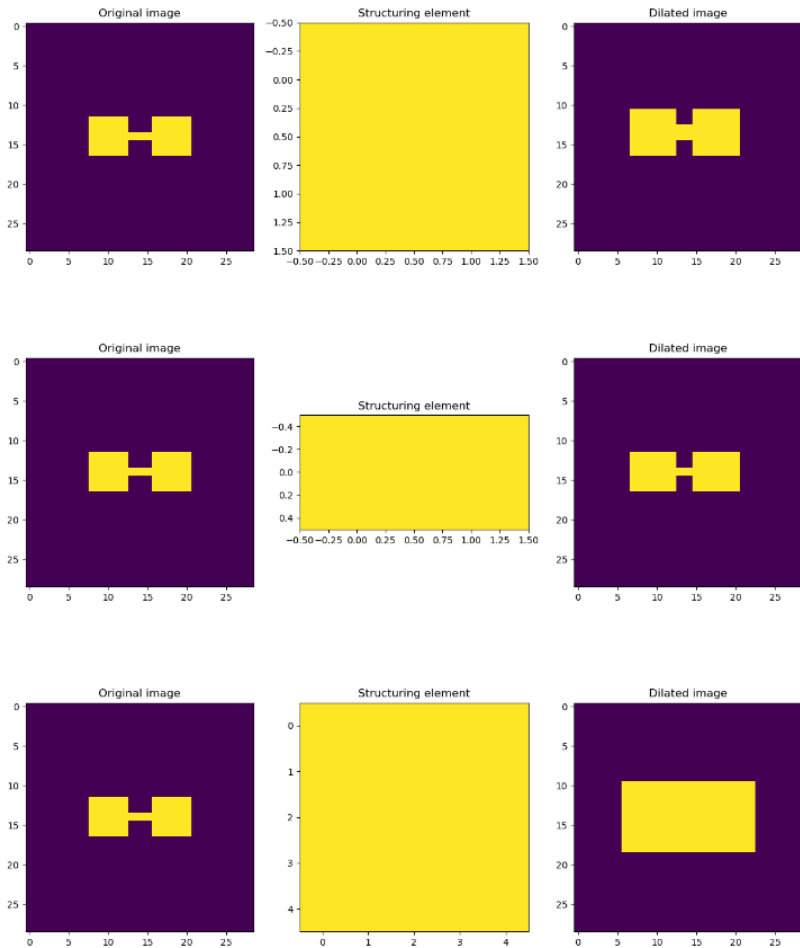 Original image Structuring element Dilated image
0 −0.50 0
5 −0.25 5
10 0.00 10
0.25
15 0.50 15
0.75
20 1.00 20
25 1.25 25
1.50
0 5 10 15 20 25 −0.50 −0.25 0.00 0.25 0.50 0.75 1.00 1.25 1.50 0 5 10 15 20 25
Original image Dilated image
0 0
5 Structuring element 5
10 −0.4 10
−0.2
15 0.0 15
0.2
20 0.4 20
−0.50 −0.25 0.00 0.25 0.50 0.75 1.00 1.25 1.50
25 25
0 5 10 15 20 25 0 5 10 15 20 25
Original image Structuring element Dilated image
0 0 0
5 1 5
10 10
15 2 15
20 3 20
25 4 25
0 5 10 15 20 25 0 1 2 3 4 0 5 10 15 20 25